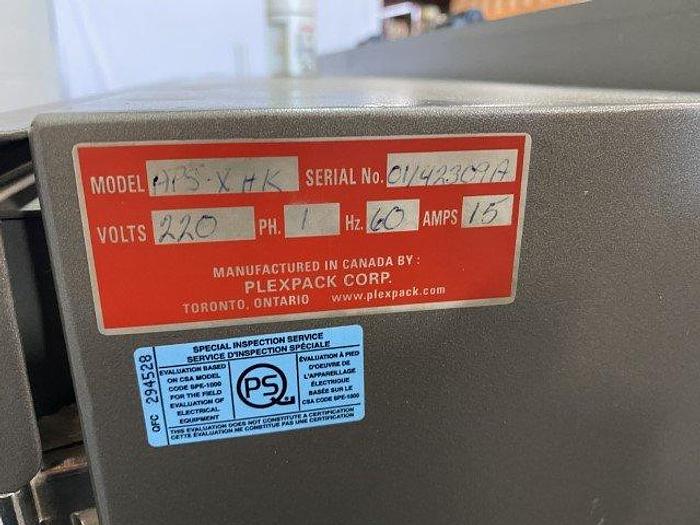 MODEL APS-XHK SERIAL No. 01/42309A
VOLTS 220 PH. 1 Hz. 60 AMPS 15
MANUFACTURED IN CANADA BY :
PLEXPACK CORP.
TORONTO, ONTARIO www.plexpack.com
SPECIAL INSPECTION SERVICE
SERVICE D'INSPECTION SPÉCIALE
QFC 294528
EVALUATION BASED
ON CSA MODEL
CODE SPE-1000
FOR THE FIELD
EVALUATION OF
ELECTRICAL
EQUIPMENT
PS
ÉVALUATION À PIED
D'OEUVRE DE
L'APPAREILLAGE
ÉLECTRIQUE
BASÉE SUR LE
CSA CODE SPE-1000
THIS EVALUATION DOES NOT CONSTITUTE A CERTIFICATION
CETTE ÉVALUATION NE CONSTITUE PAS UNE CERTIFICATION